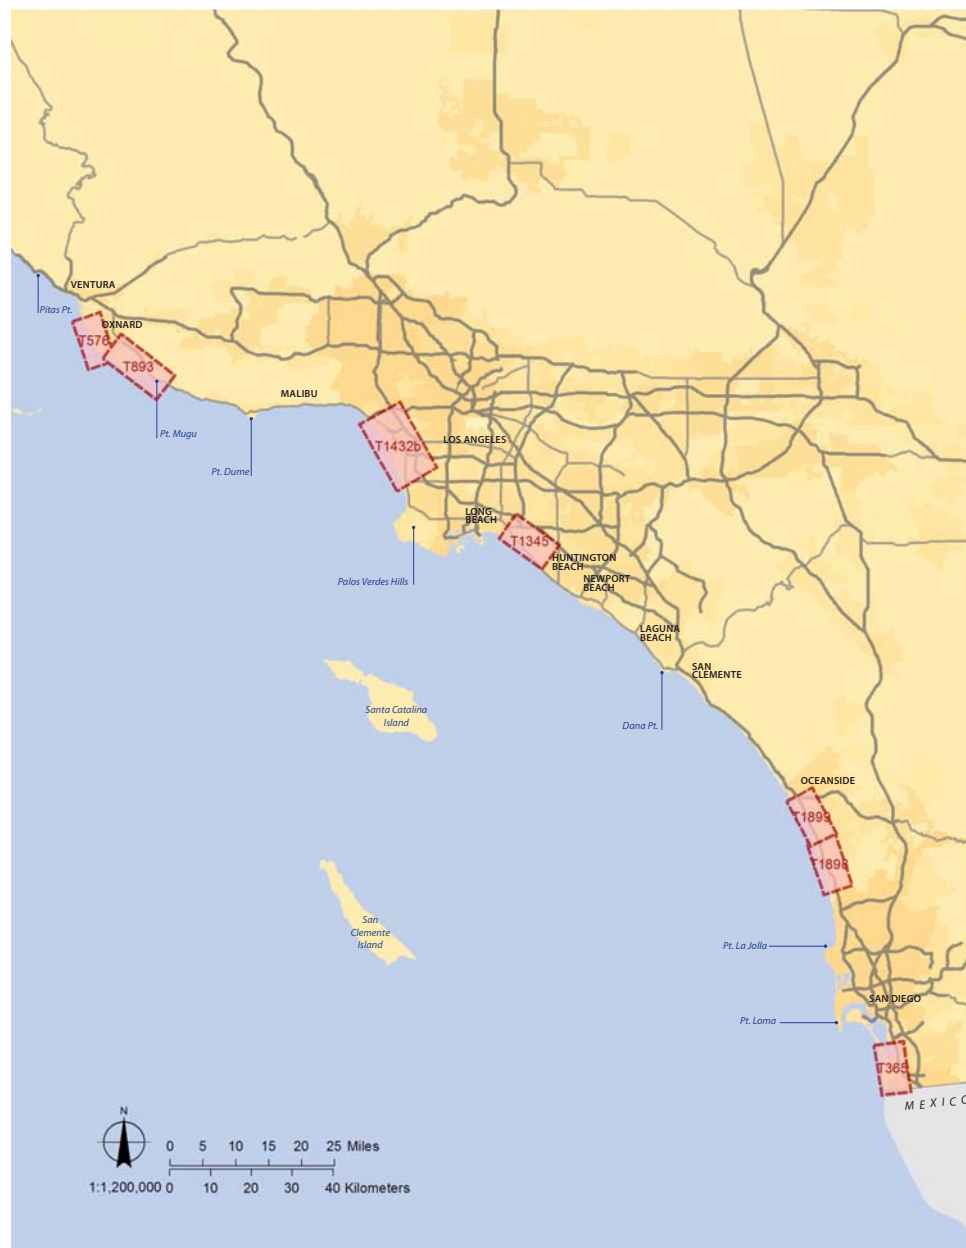 VENTURA
Pitas Pt.
OXNARD
T576
T893
MALIBU
Pt. Mugu
LOS ANGELES
T1432b
Pt. Dume
LONG
BEACH
T1345
HUNTINGTON
BEACH
Palos Verdes Hills
NEWPORT
BEACH
LAGUNA
BEACH
SAN
CLEMENTE
Santa Catalina
Island
Dana Pt.
OCEANSIDE
T1899
T1898
San
Clemente
Island
Pt. La Jolla
SAN DIEGO
Pt. Loma
T365
MEXICO
N
0 5 10 15 20 25 Miles
1:1,200,000 0 10 20 30 40 Kilometers